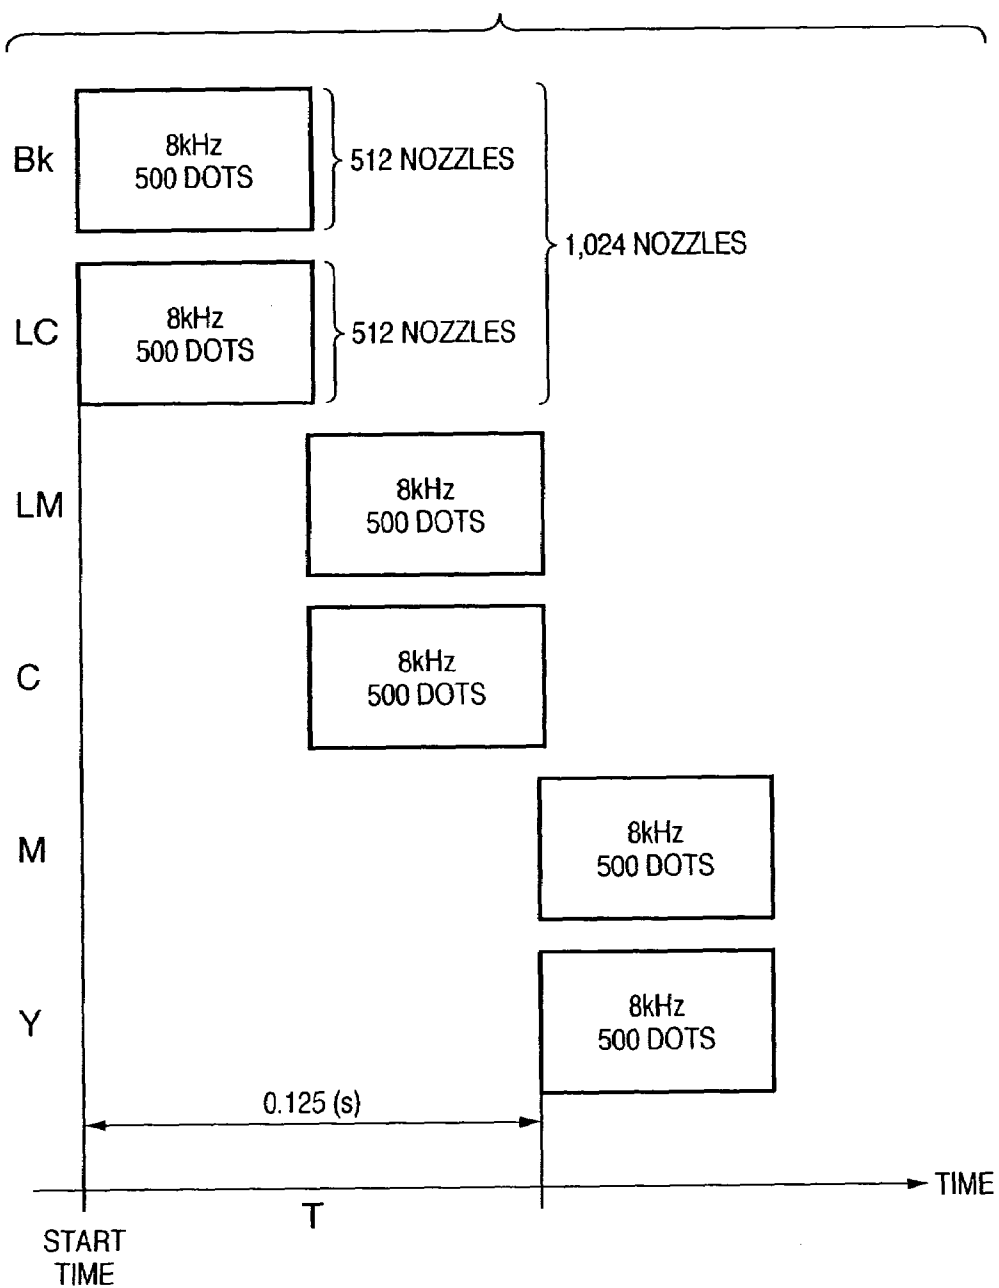 Bk
8kHz
500 DOTS
512 NOZZLES
1,024 NOZZLES
LC
8kHz
500 DOTS
512 NOZZLES
LM
8kHz
500 DOTS
C
8kHz
500 DOTS
M
8kHz
500 DOTS
Y
8kHz
500 DOTS
0.125 (s)
TIME
T
START
TIME